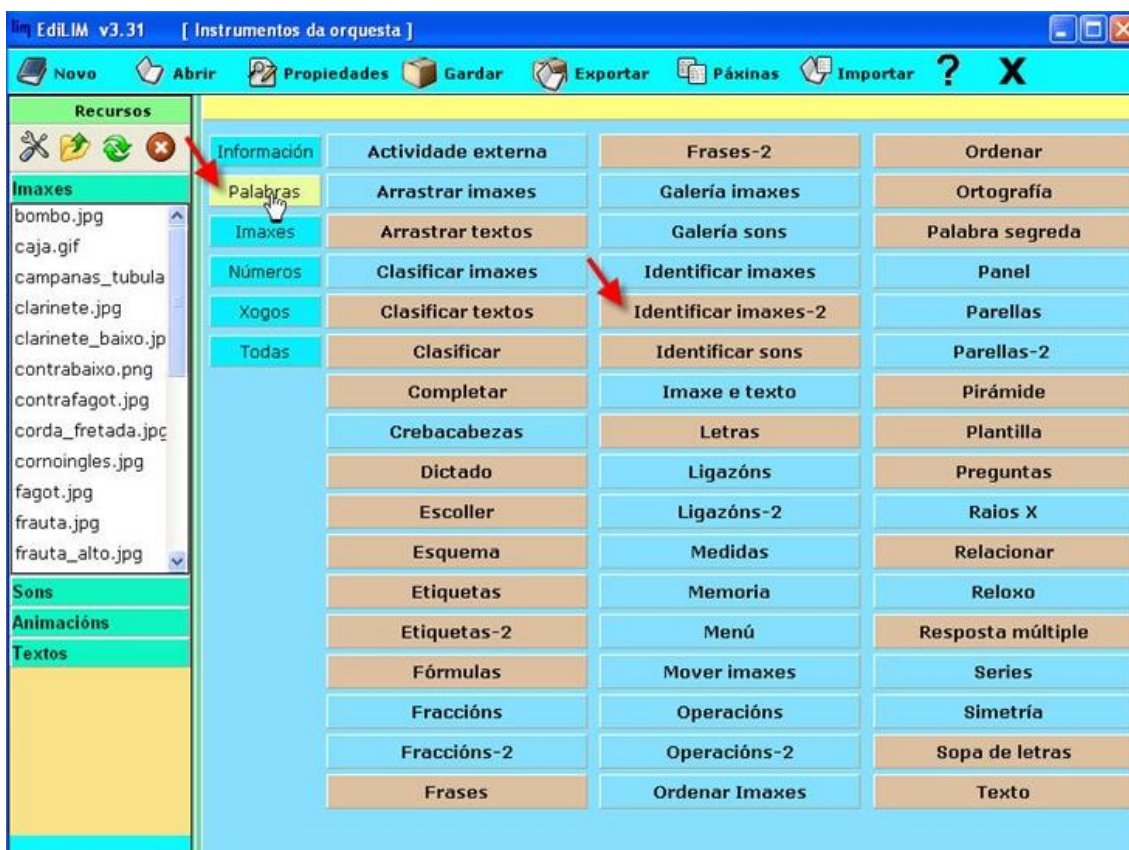 lim EdiLIM v3.31 [ Instrumentos da orquesta ]
Novo Abrir Propiedades Gardar Exportar Páxinas Importar ? X
Recursos
Imaxes
bombo.jpg
caja.gif
campanas_tubula
clarinete.jpg
clarinete_baixo.jp
contrabaixo.png
contrafagot.jpg
corda_fretada.jpg
cornoingles.jpg
fagot.jpg
frauta.jpg
frauta_alto.jpg
Sons
Animacións
Textos
Información
Palabras
Imaxes
Números
Xogos
Todas
Actividade externa
Arrastrar imaxes
Arrastrar textos
Clasificar imaxes
Clasificar textos
Clasificar
Completar
Crebacabezas
Dictado
Escoller
Esquema
Etiquetas
Etiquetas-2
Fórmulas
Fraccións
Fraccións-2
Frases
Frases-2
Galería imaxes
Galería sons
Identificar imaxes
Identificar imaxes-2
Identificar sons
Imaxe e texto
Letras
Ligazóns
Ligazóns-2
Medidas
Memoria
Menú
Mover imaxes
Operacións
Operacións-2
Ordenar Imaxes
Ordenar
Ortografía
Palabra segreda
Panel
Parellas
Parellas-2
Pirámide
Plantilla
Preguntas
Raios X
Relacionar
Reloxo
Resposta múltiple
Series
Simetría
Sopa de letras
Texto